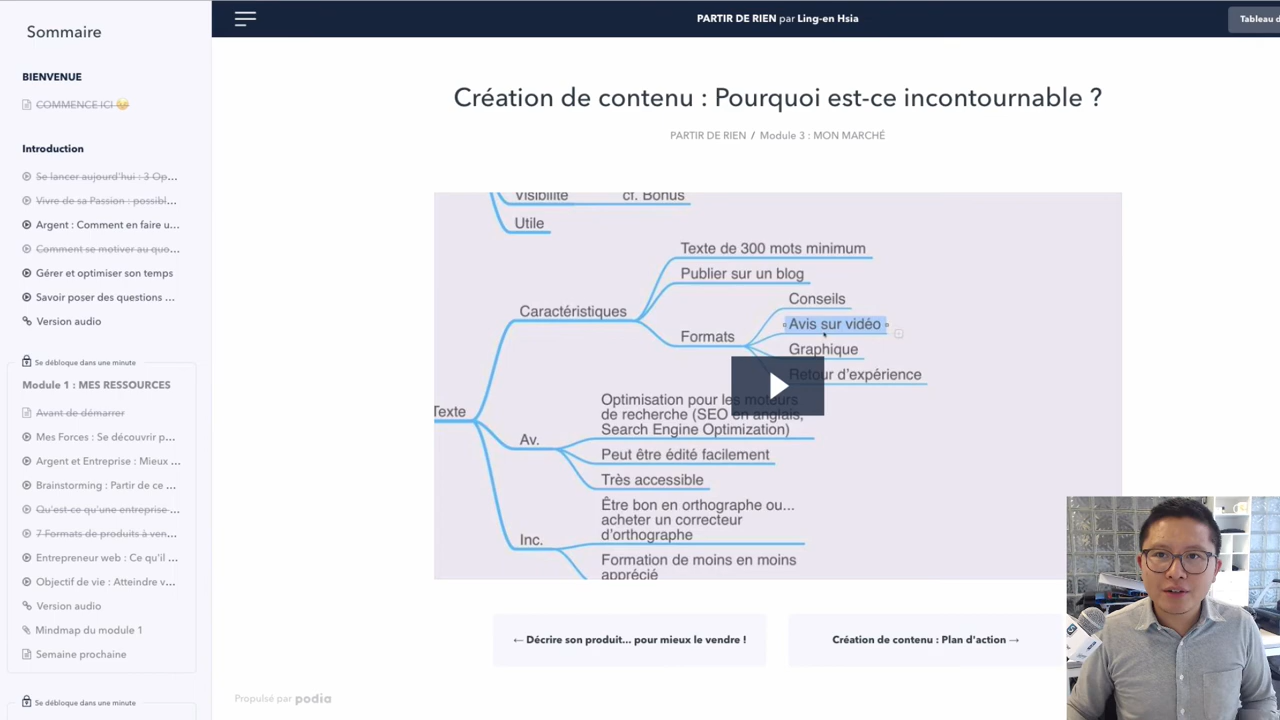 Sommaire
BIENVENUE
COMMENCE ICI
Introduction
Se lancer aujourd'hui : 3 Op...
Vivre de sa Passion : possibl...
Argent : Comment en faire u...
Comment se motiver au quo...
Gérer et optimiser son temps
Savoir poser des questions ...
Version audio
Se débloque dans une minute
Module 1 : MES RESSOURCES
Avant de démarrer
Mes Forces : Se découvrir p...
Argent et Entreprise : Mieux ...
Brainstorming : Partir de ce ...
Qu'est-ce qu'une entreprise ...
7 Formats de produits à ven...
Entrepreneur web : Ce qu'il ...
Objectif de vie : Atteindre v...
Version audio
Mindmap du module 1
Semaine prochaine
Se débloque dans une minute
PARTIR DE RIEN par Ling-en Hsia
Tableau d
Création de contenu : Pourquoi est-ce incontournable ?
PARTIR DE RIEN / Module 3 : MON MARCHÉ
Visibilité
cf. Bonus
Utile
Texte de 300 mots minimum
Publier sur un blog
Caractéristiques
Conseils
Avis sur vidéo
Formats
Graphique
Retour d'expérience
Texte
Optimisation pour les moteurs
de recherche (SEO en anglais,
Search Engine Optimization)
Av.
Peut être édité facilement
Très accessible
Être bon en orthographe ou...
acheter un correcteur
d'orthographe
Inc.
Formation de moins en moins
apprécié
← Décrire son produit... pour mieux le vendre !
Création de contenu : Plan d'action →
Propulsé par podia